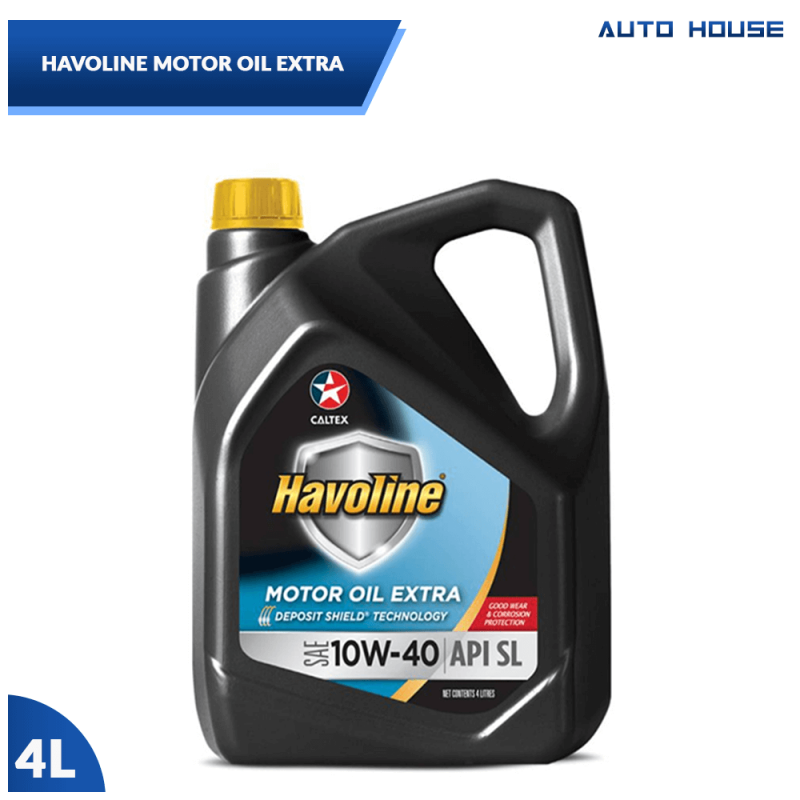 HAVOLINE MOTOR OIL EXTRA
AUTO HOUSE
CALTEX
Havoline®
MOTOR OIL EXTRA
DEPOSIT SHIELD® TECHNOLOGY
GOOD WEAR
& CORROSION
PROTECTION
SAE 10W-40 API SL
NET CONTENTS 4 LITRES
4L